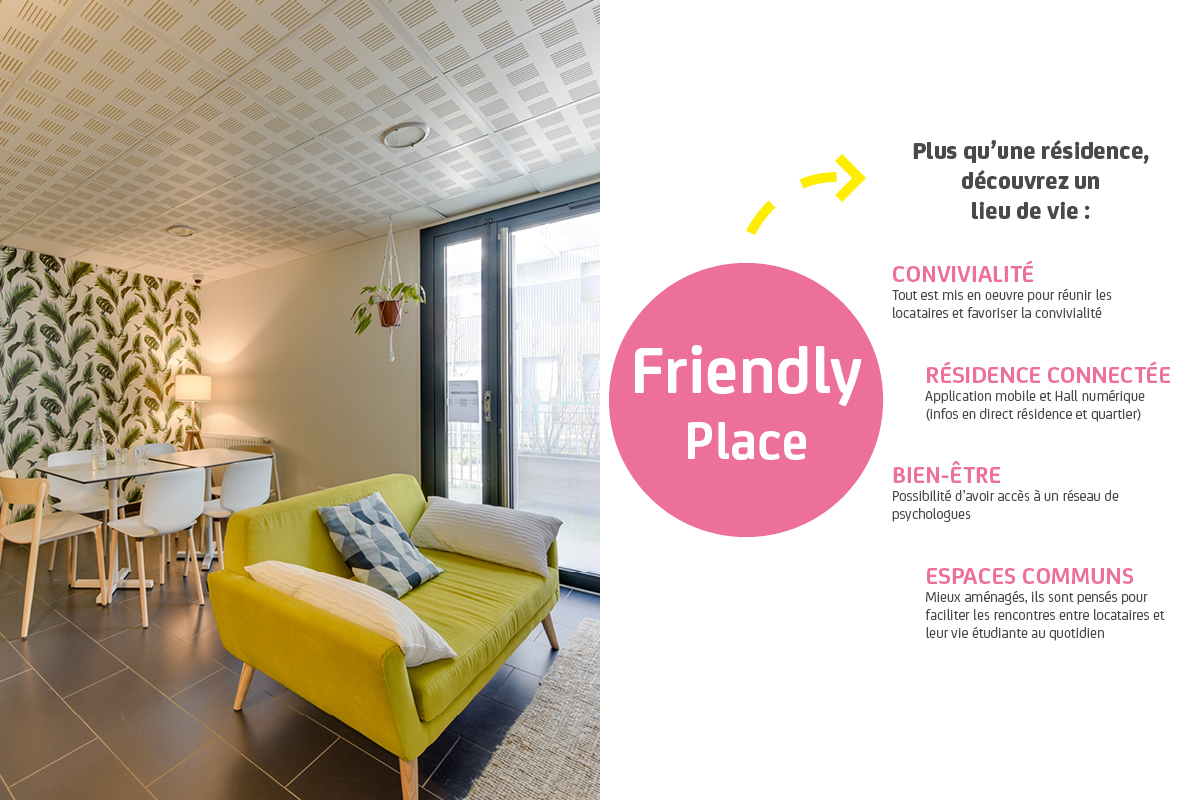 Plus qu’une résidence,
découvrez un
lieu de vie :
Friendly
Place
CONVIVIALITÉ
Tout est mis en oeuvre pour réunir les
locataires et favoriser la convivialité
RÉSIDENCE CONNECTÉE
Application mobile et Hall numérique
(infos en direct résidence et quartier)
BIEN-ÊTRE
Possibilité d’avoir accès à un réseau de
psychologues
ESPACES COMMUNS
Mieux aménagés, ils sont pensés pour
faciliter les rencontres entre locataires et
leur vie étudiante au quotidien